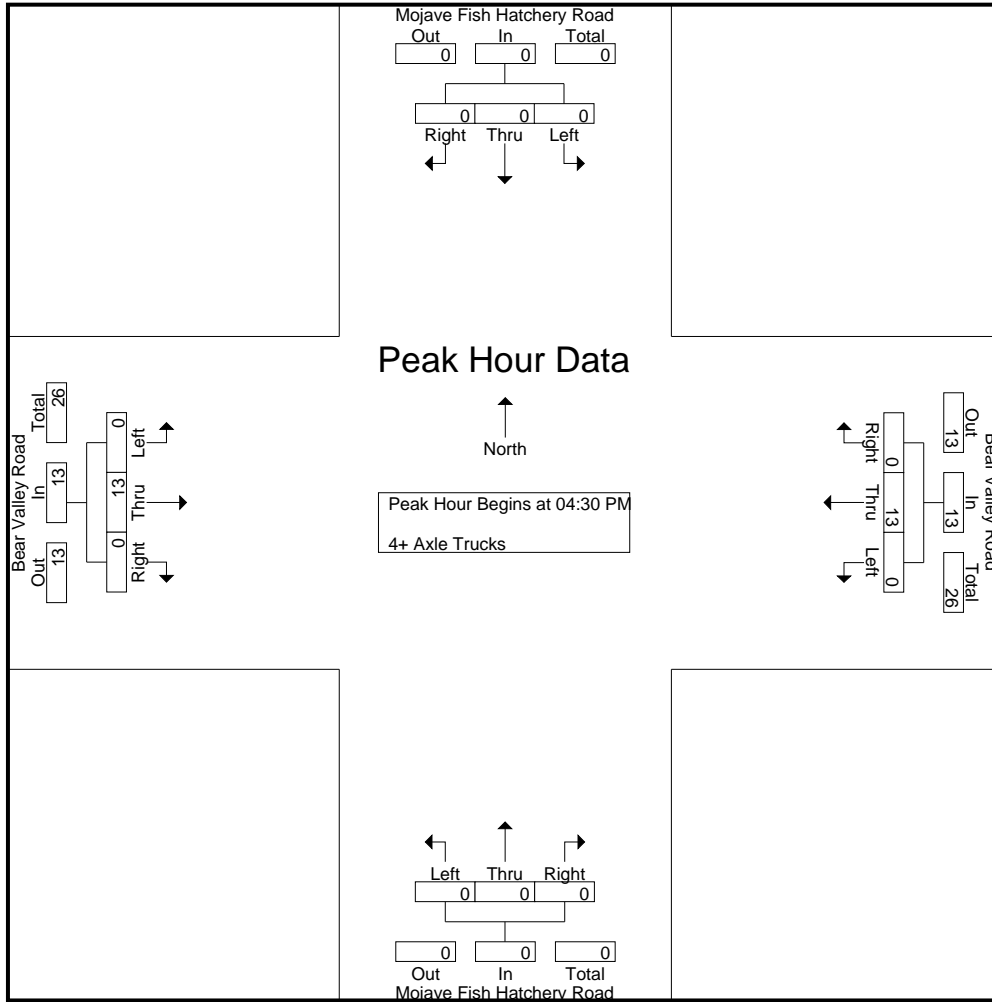 Mojave Fish Hatchery Road
Out In Total
0 0 0
0 0 0
Right Thru Left
Peak Hour Data
North
Peak Hour Begins at 04:30 PM
4+ Axle Trucks
Bear Valley Road
Out In Total
13 13 26
0 13 0
Right Thru Left
Left Thru Right
0 0 0
0 0 0
Out In Total
Mojave Fish Hatchery Road
Bear Valley Road
Out In Total
13 13 26
Right Thru Left
0 13 0